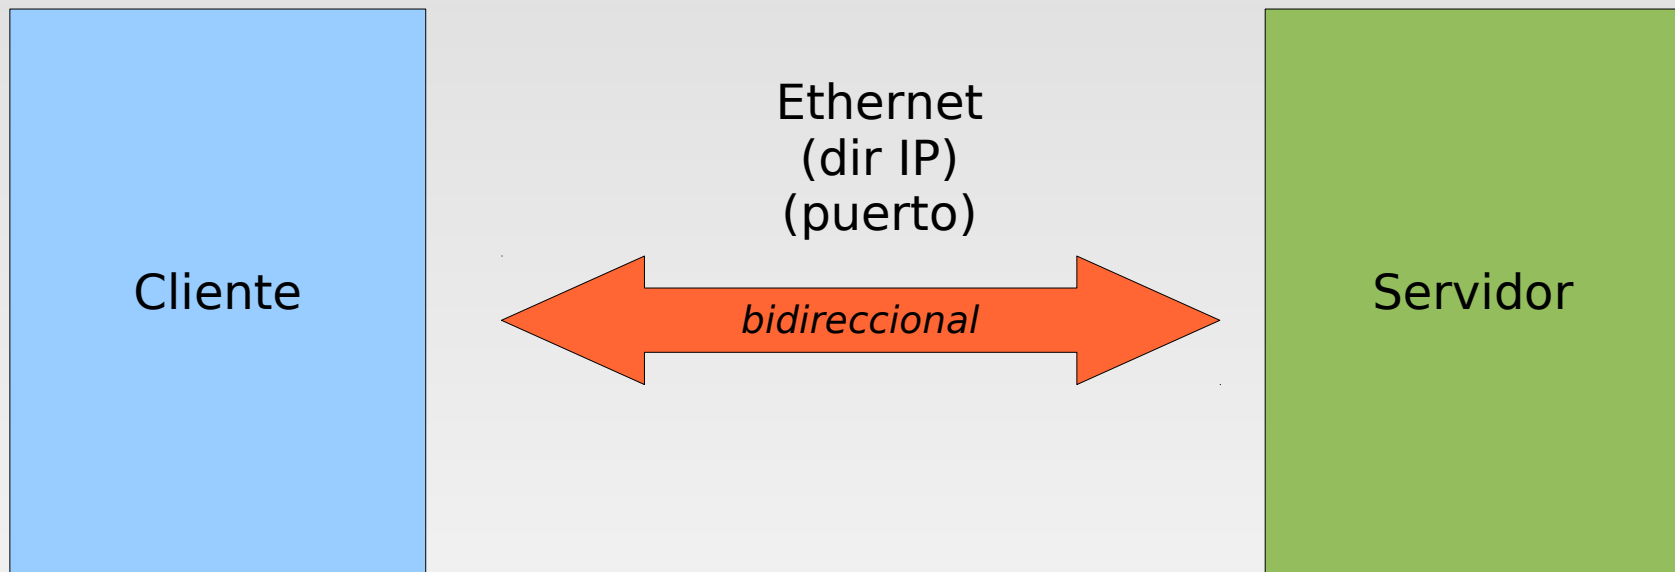 Ethernet
(dir IP)
(puerto)
Cliente
bidireccional
Servidor